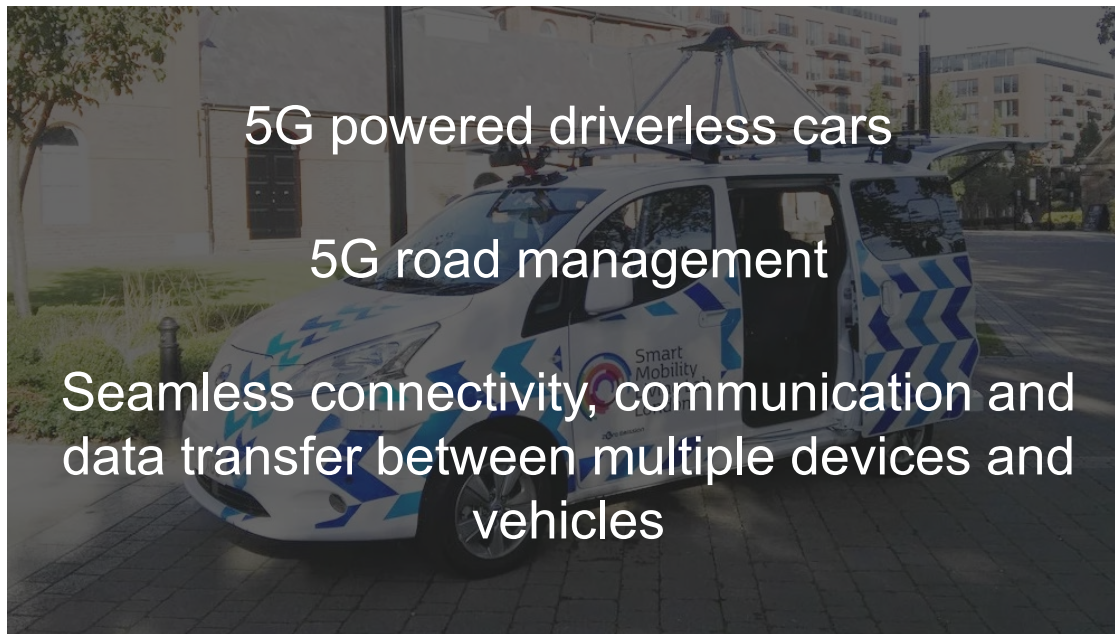 5G powered driverless cars
5G road management
Smart
Mobility
Seamless connectivity, communication and
data transfer between multiple devices and
vehicles